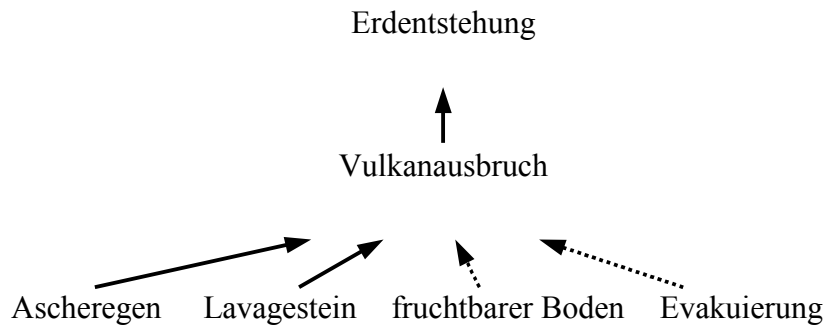 Erdentstehung
Vulkanausbruch
Ascheregen Lavagestein fruchtbarer Boden Evakuierung